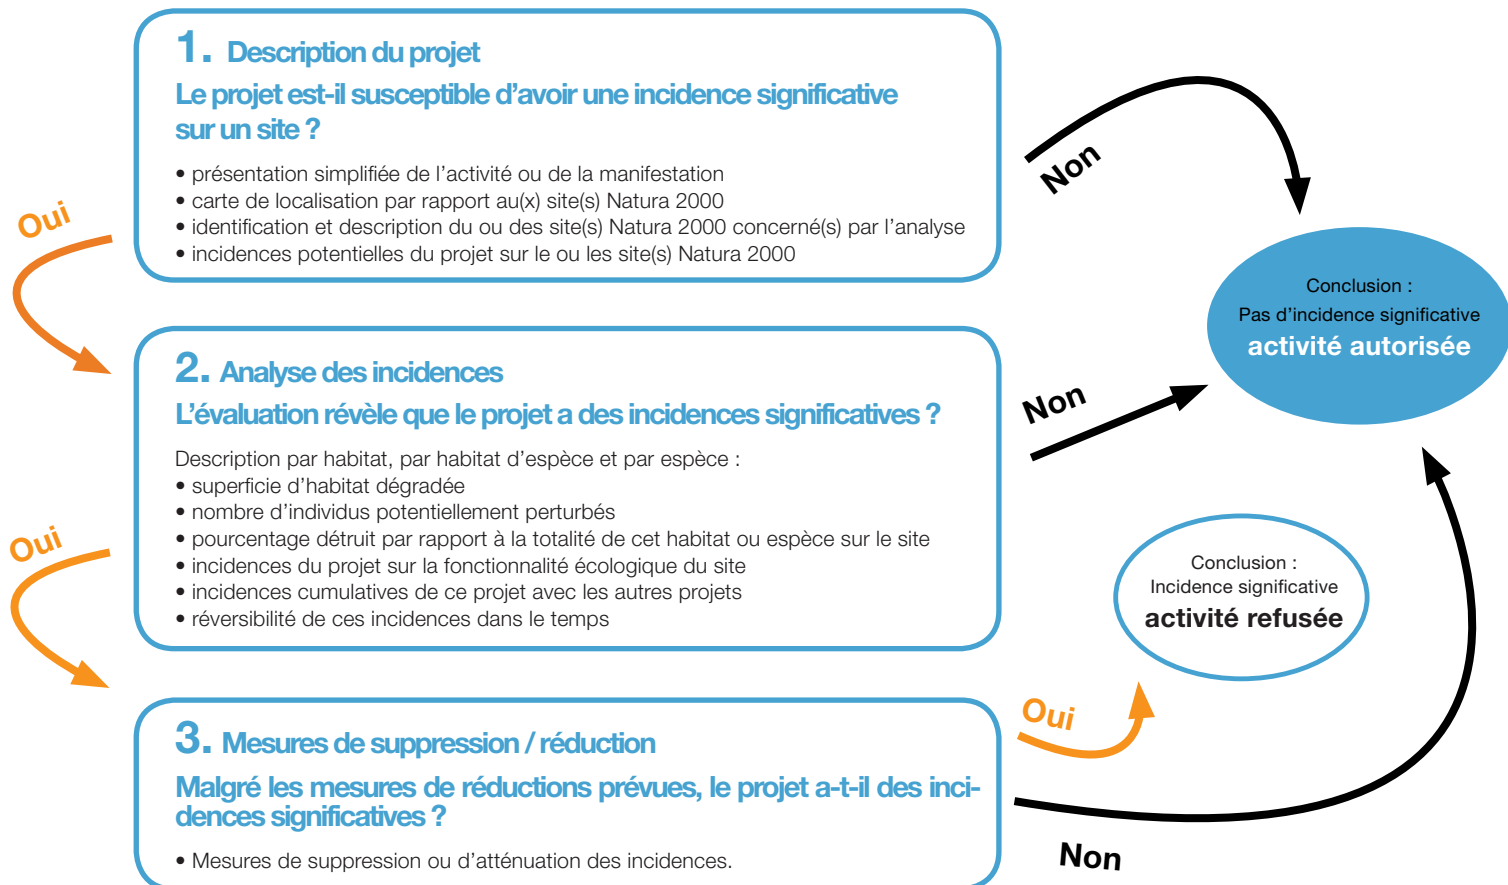 1. Description du projet
Le projet est-il susceptible d’avoir une incidence significative
sur un site ?
• présentation simplifiée de l’activité ou de la manifestation
• carte de localisation par rapport au(x) site(s) Natura 2000
• identification et description du ou des site(s) Natura 2000 concerné(s) par l’analyse
• incidences potentielles du projet sur le ou les site(s) Natura 2000
Non
Oui
Conclusion :
Pas d’incidence significative
activité autorisée
2. Analyse des incidences
L’évaluation révèle que le projet a des incidences significatives ?
Description par habitat, par habitat d’espèce et par espèce :
• superficie d’habitat dégradée
• nombre d’individus potentiellement perturbés
• pourcentage détruit par rapport à la totalité de cet habitat ou espèce sur le site
• incidences du projet sur la fonctionnalité écologique du site
• incidences cumulatives de ce projet avec les autres projets
• réversibilité de ces incidences dans le temps
Non
Oui
Conclusion :
Incidence significative
activité refusée
3. Mesures de suppression / réduction
Malgré les mesures de réductions prévues, le projet a-t-il des inci-
dences significatives ?
• Mesures de suppression ou d’atténuation des incidences.
Oui
Non